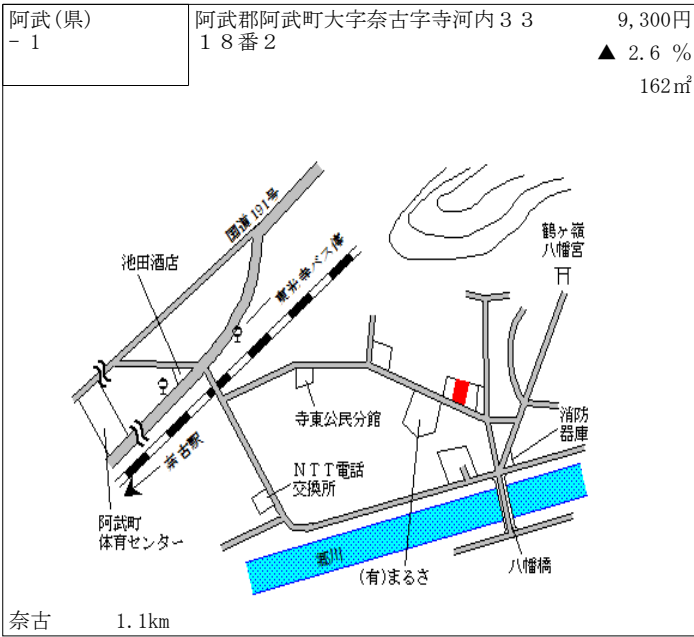 阿武(県)
- 1
阿武郡阿武町大字奈古字寺河内３３
１８番２
9,300円
▲ 2.6 %
162㎡
国道191号
鶴ヶ嶺
八幡宮
池田酒店
東光寺バス停
寺東公民分館
消防
器庫
奈古駅
ＮＴＴ電話
交換所
阿武町
体育センター
郷川
(有)まるさ
八幡橋
奈古 1.1km